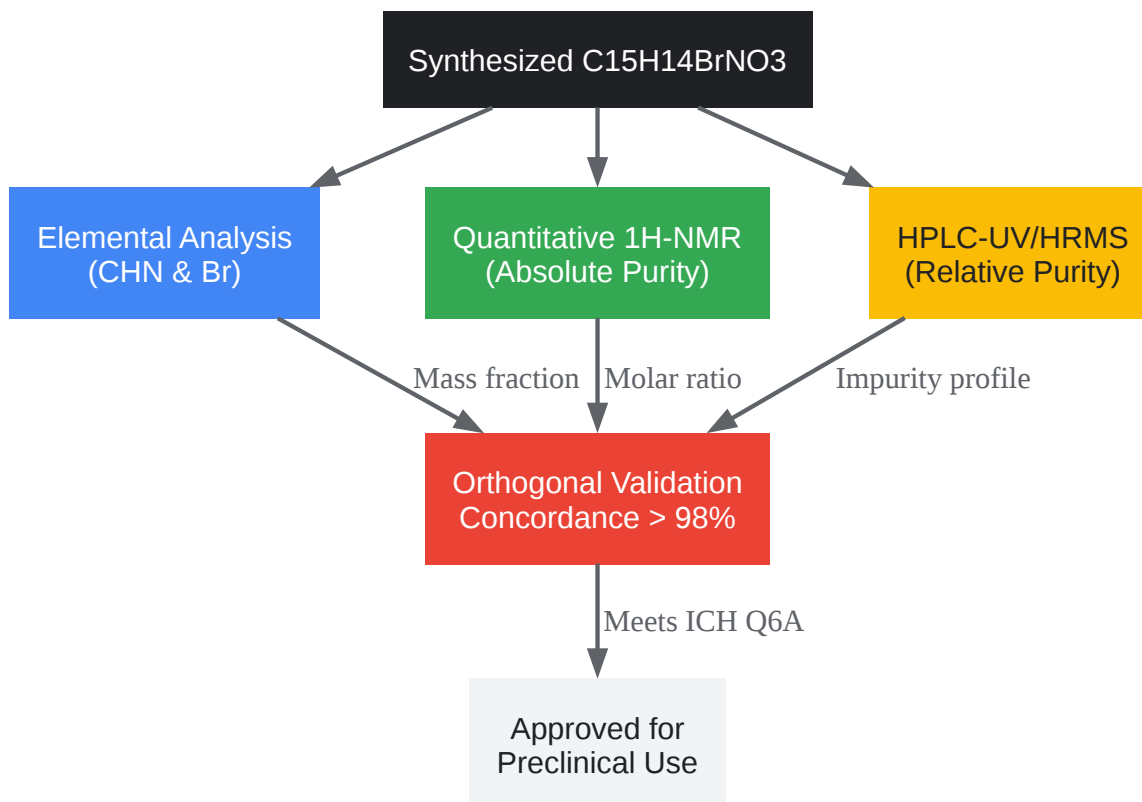 Synthesized C15H14BrNO3
Elemental Analysis
(CHN & Br)
Quantitative 1H-NMR
(Absolute Purity)
HPLC-UV/HRMS
(Relative Purity)
Mass fraction
Molar ratio
Impurity profile
Orthogonal Validation
Concordance > 98%
Meets ICH Q6A
Approved for
Preclinical Use